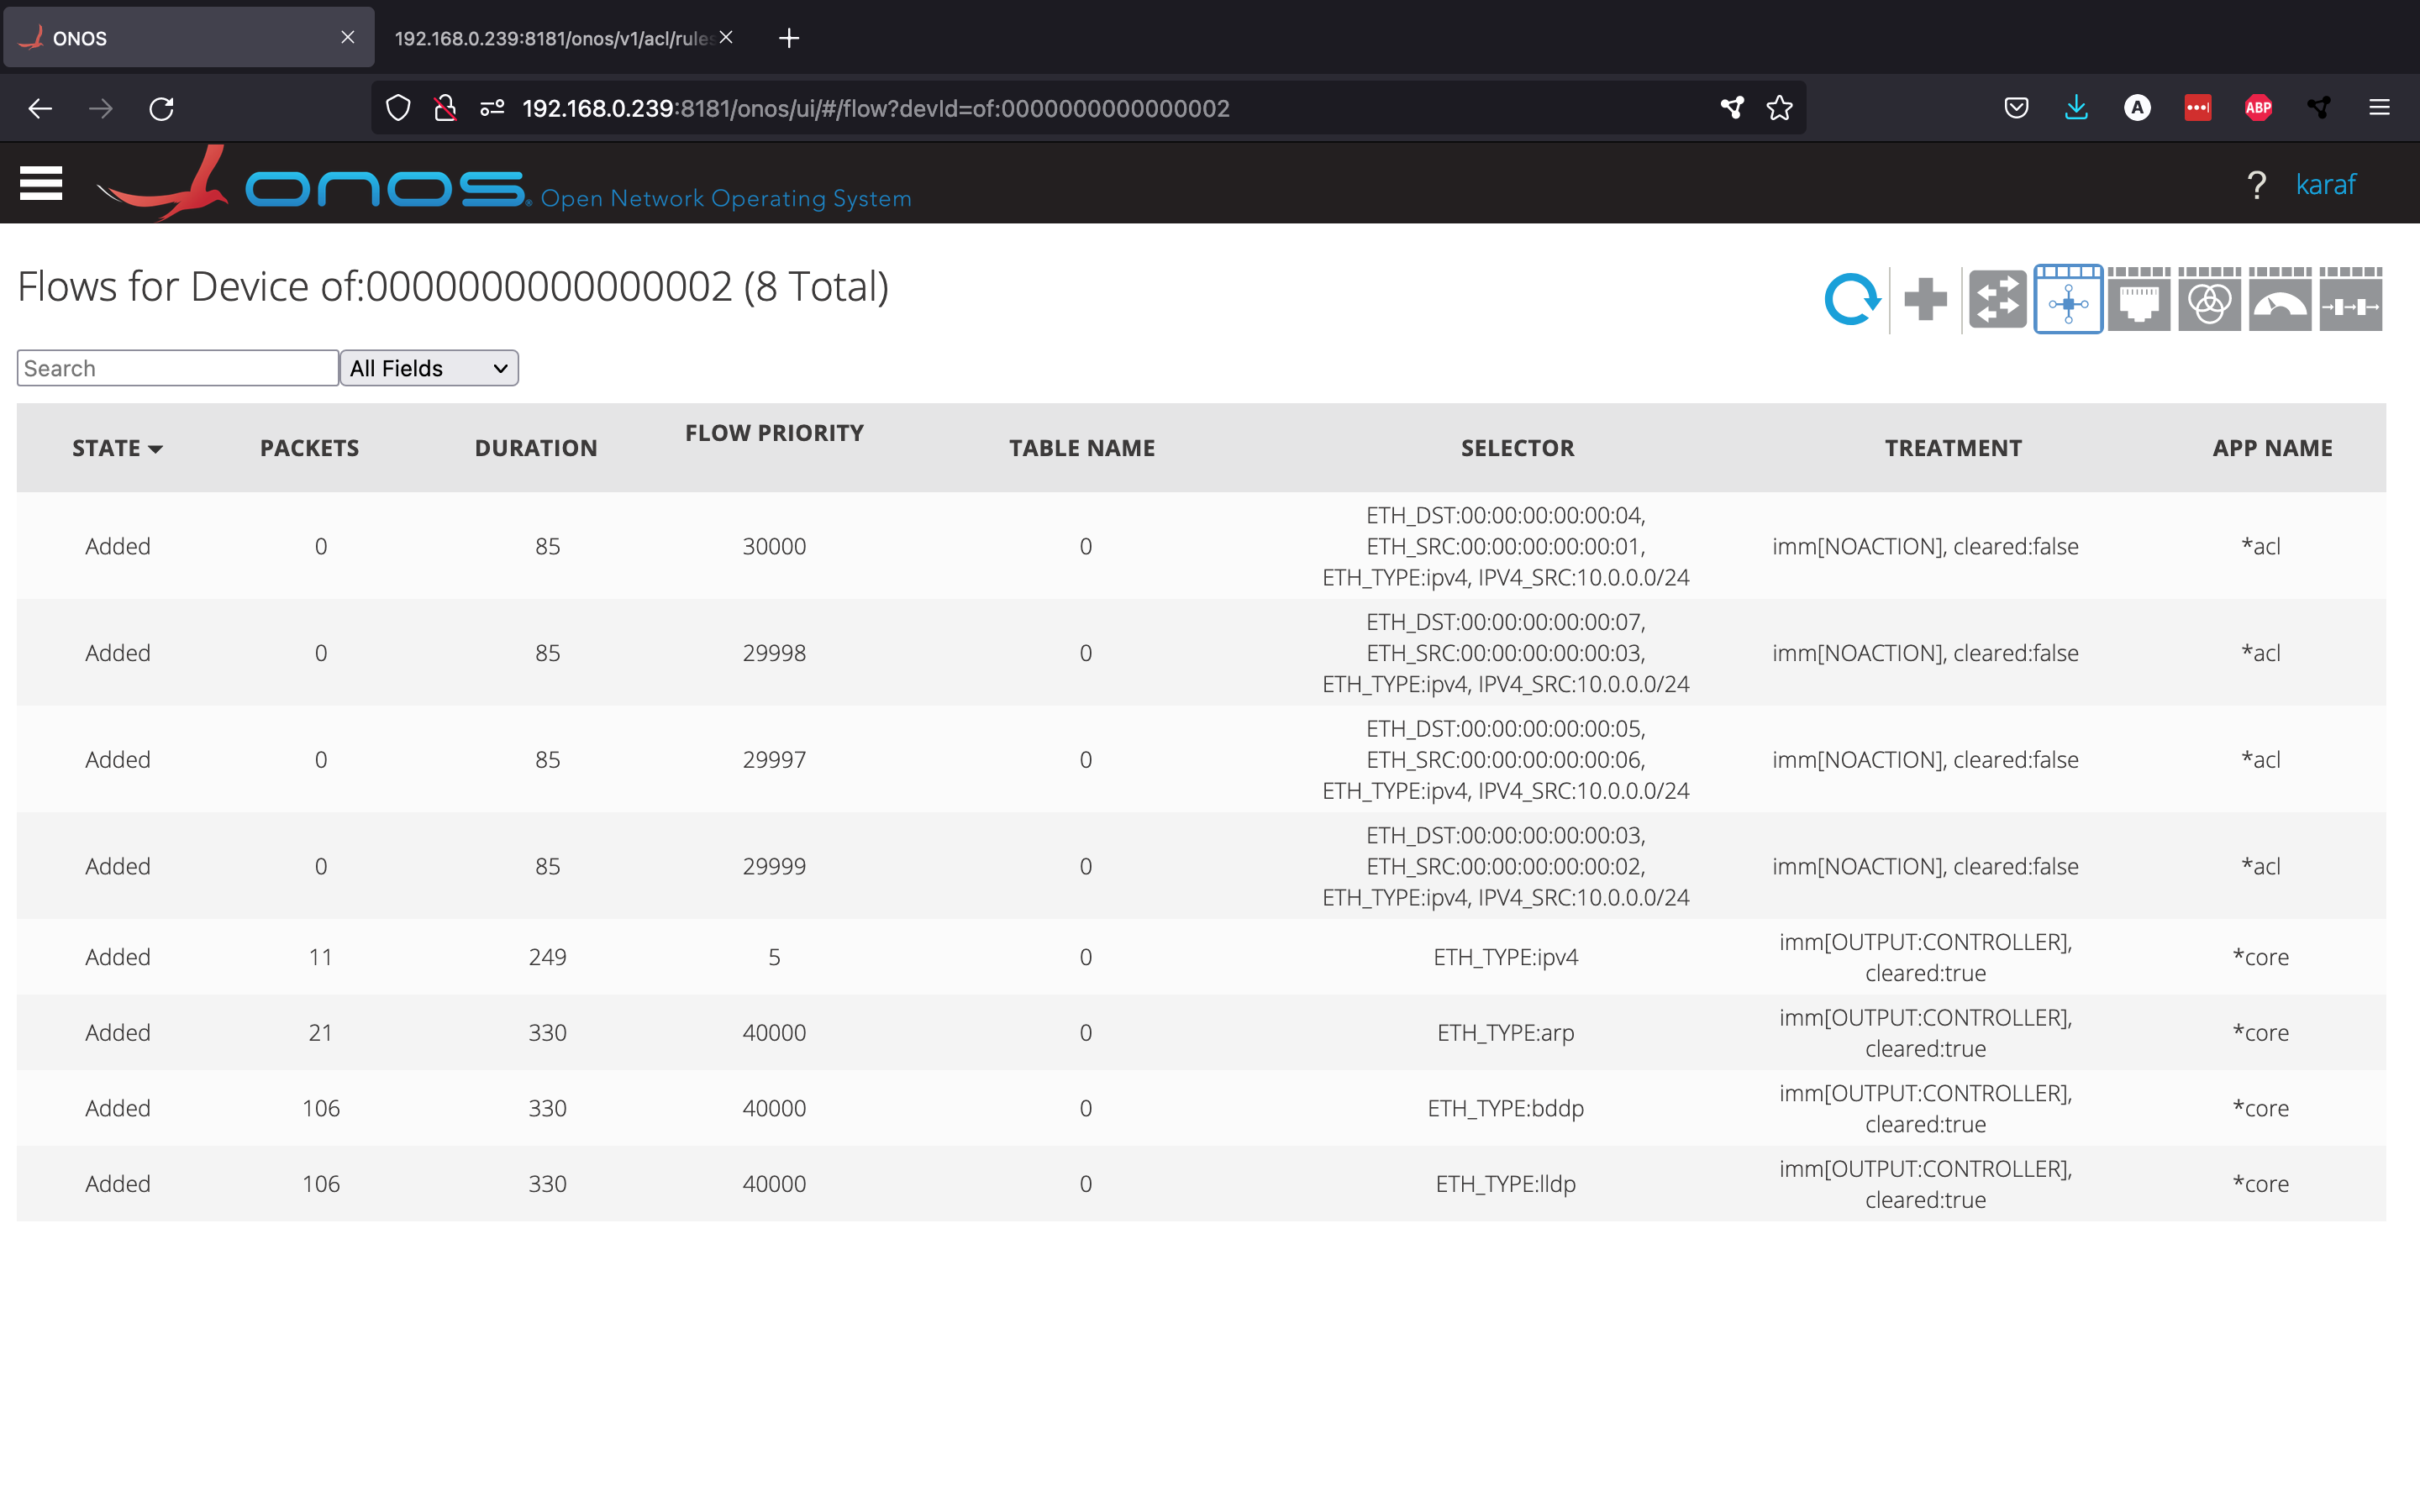 ONOS
192.168.0.239:8181/onos/v1/acl/rules
192.168.0.239:8181/onos/ui/#/flow?devId=of:0000000000000002
A
ABP
onos® Open Network Operating System
? karaf
Flows for Device of:0000000000000002 (8 Total)
Search All Fields
STATE PACKETS DURATION FLOW PRIORITY TABLE NAME SELECTOR TREATMENT APP NAME
ETH_DST:00:00:00:00:00:04,
Added 0 85 30000 0 ETH_SRC:00:00:00:00:00:01, imm[NOACTION], cleared:false *acl
ETH_TYPE:ipv4, IPV4_SRC:10.0.0.0/24
ETH_DST:00:00:00:00:00:07,
Added 0 85 29998 0 ETH_SRC:00:00:00:00:00:03, imm[NOACTION], cleared:false *acl
ETH_TYPE:ipv4, IPV4_SRC:10.0.0.0/24
ETH_DST:00:00:00:00:00:05,
Added 0 85 29997 0 ETH_SRC:00:00:00:00:00:06, imm[NOACTION], cleared:false *acl
ETH_TYPE:ipv4, IPV4_SRC:10.0.0.0/24
ETH_DST:00:00:00:00:00:03,
Added 0 85 29999 0 ETH_SRC:00:00:00:00:00:02, imm[NOACTION], cleared:false *acl
ETH_TYPE:ipv4, IPV4_SRC:10.0.0.0/24
Added 11 249 5 0 ETH_TYPE:ipv4 imm[OUTPUT:CONTROLLER], *core
cleared:true
Added 21 330 40000 0 ETH_TYPE:arp imm[OUTPUT:CONTROLLER], *core
cleared:true
Added 106 330 40000 0 ETH_TYPE:bddp imm[OUTPUT:CONTROLLER], *core
cleared:true
Added 106 330 40000 0 ETH_TYPE:lldp imm[OUTPUT:CONTROLLER], *core
cleared:true